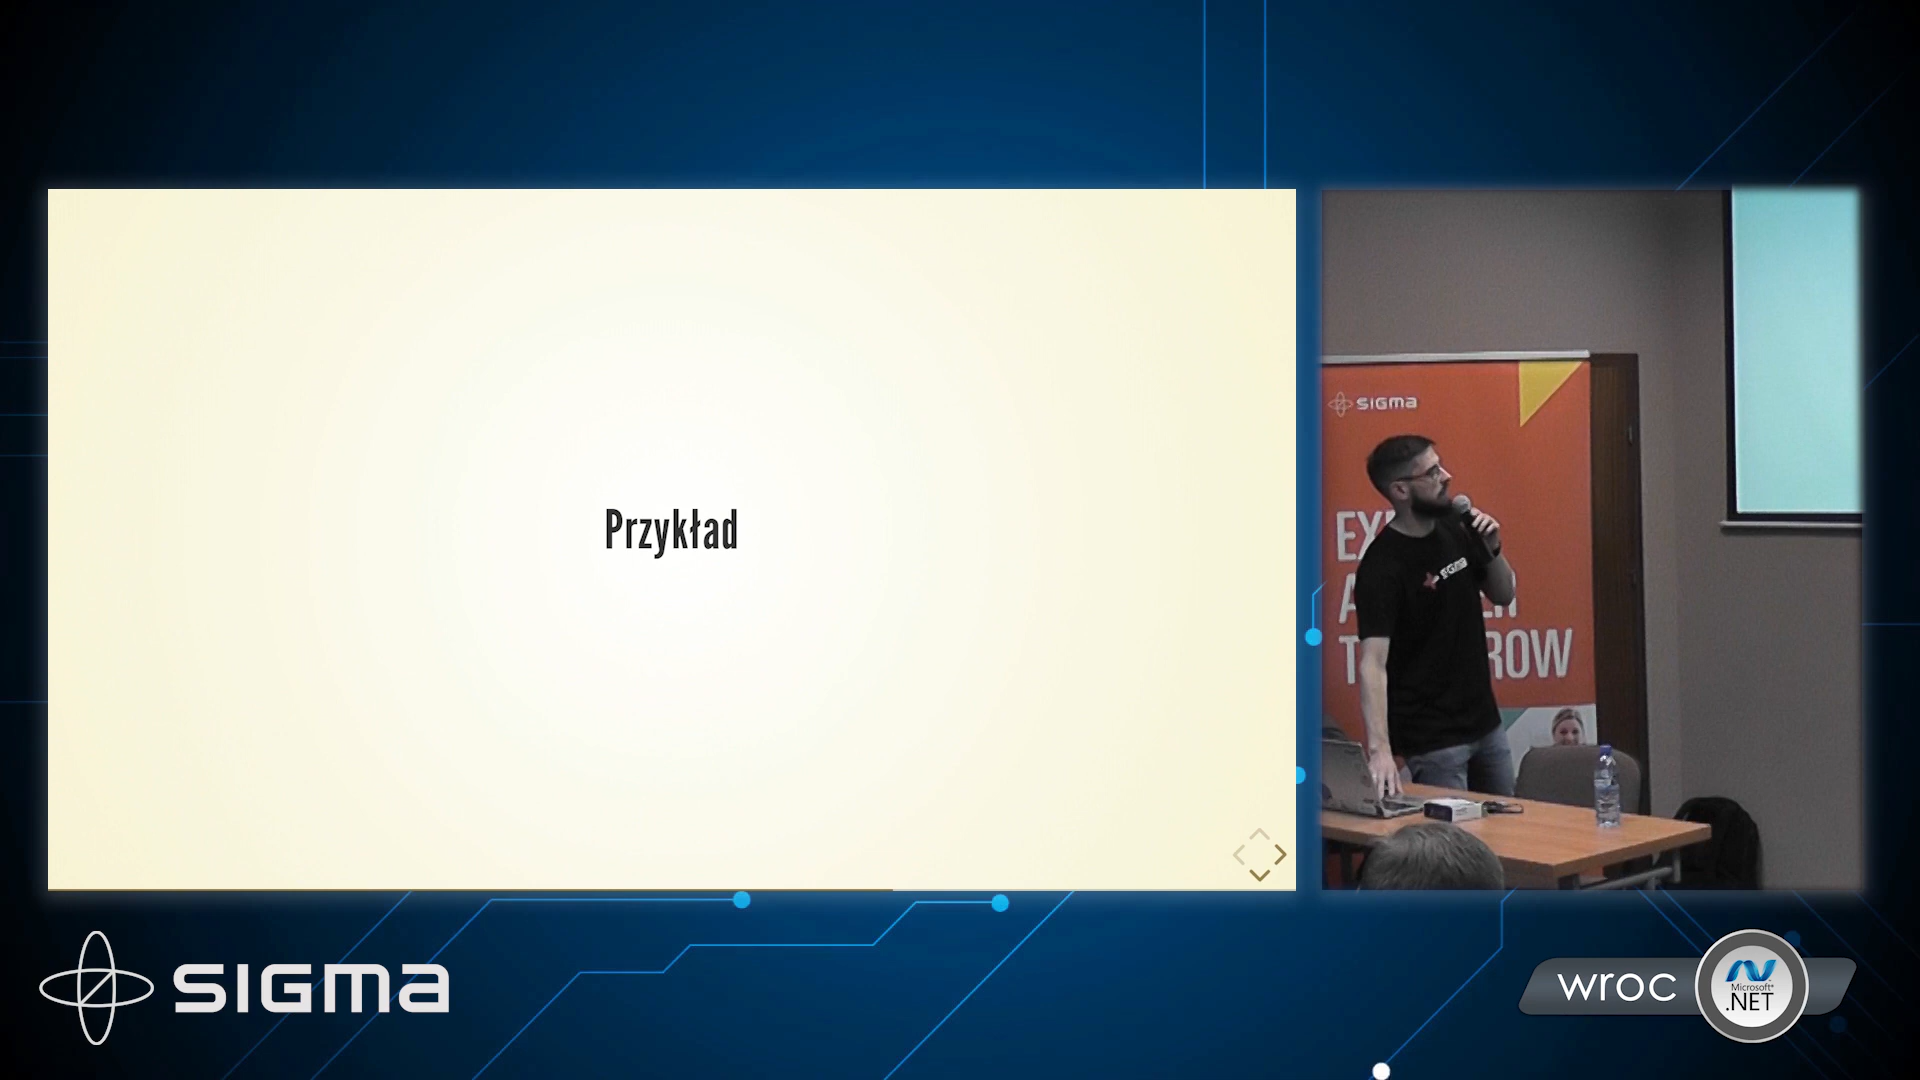 Przykład
SIGMA
SIGMA
ROW
SIGMA
wroc
Microsoft®
.NET